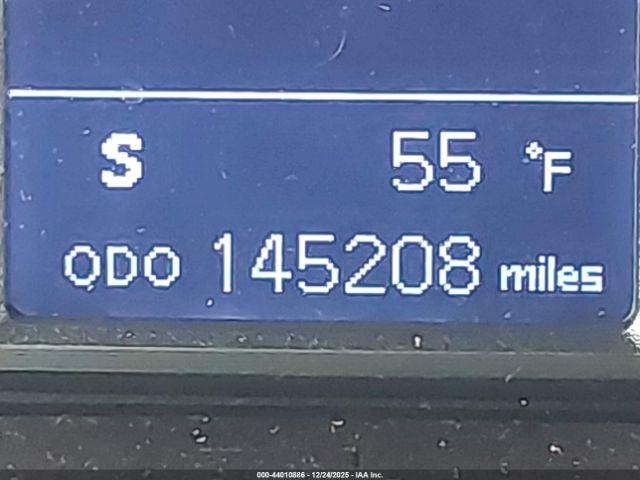 S 55 °F
ODO 145208 miles
000-44010886 - 12/24/2025 - IAA Inc.